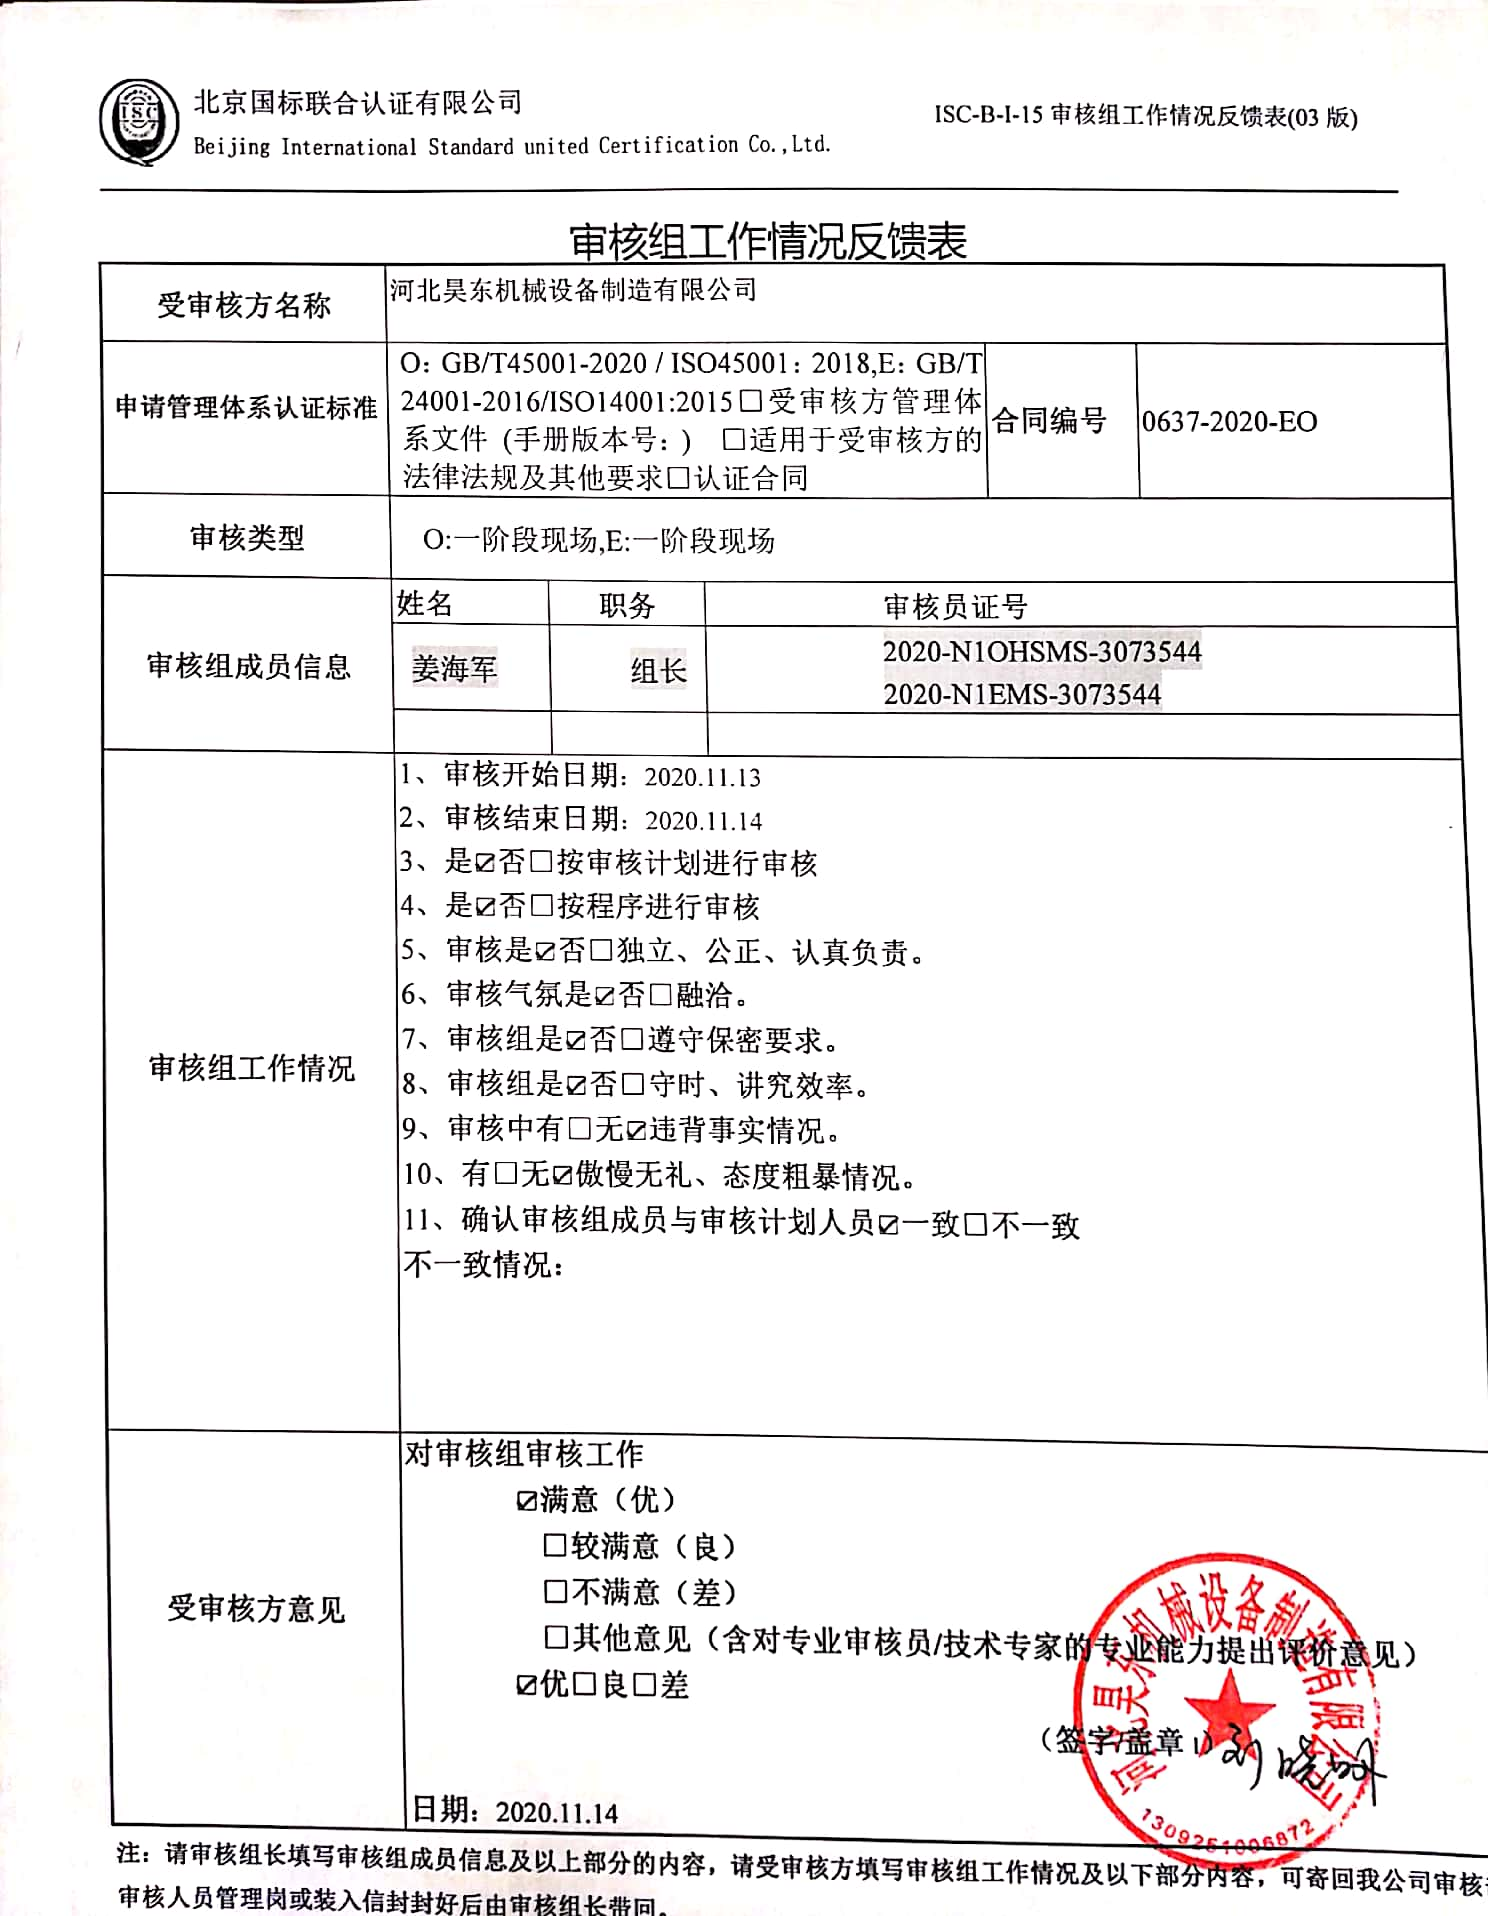 ISC
北京国标联合认证有限公司
ISC-B-I-15 审核组工作情况反馈表(03 版)
Beijing International Standard united Certification Co.,Ltd.
审核组工作情况反馈表
受审核方名称
河北昊东机械设备制造有限公司
申请管理体系认证标准
O：GB/T45001-2020 / ISO45001：2018,E：GB/T
24001-2016/ISO14001:2015□受审核方管理体
系文件（手册版本号：） □适用于受审核方的
法律法规及其他要求□认证合同
合同编号
0637-2020-EO
审核类型
O:一阶段现场,E:一阶段现场
审核组成员信息
姓名 职务 审核员证号
姜海军 组长 2020-N1OHSMS-3073544
2020-N1EMS-3073544
审核组工作情况
1、审核开始日期：2020.11.13
2、审核结束日期：2020.11.14
3、是☑否□按审核计划进行审核
4、是☑否□按程序进行审核
5、审核是☑否□独立、公正、认真负责。
6、审核气氛是☑否□融洽。
7、审核组是☑否□遵守保密要求。
8、审核组是☑否□守时、讲究效率。
9、审核中有□无☑违背事实情况。
10、有□无☑傲慢无礼、态度粗暴情况。
11、确认审核组成员与审核计划人员☑一致□不一致
不一致情况：
受审核方意见
对审核组审核工作
☑满意（优）
□较满意（良）
□不满意（差）
□其他意见（含对专业审核员/技术专家的专业能力提出评价意见）
☑优□良□差
（签字/盖章）
河北昊东机械设备制造有限公司
1309251006872
日期：2020.11.14
注：请审核组长填写审核组成员信息及以上部分的内容，请受审核方填写审核组工作情况及以下部分内容，可寄回我公司审核
审核人员管理岗或装入信封封好后由审核组长带回。